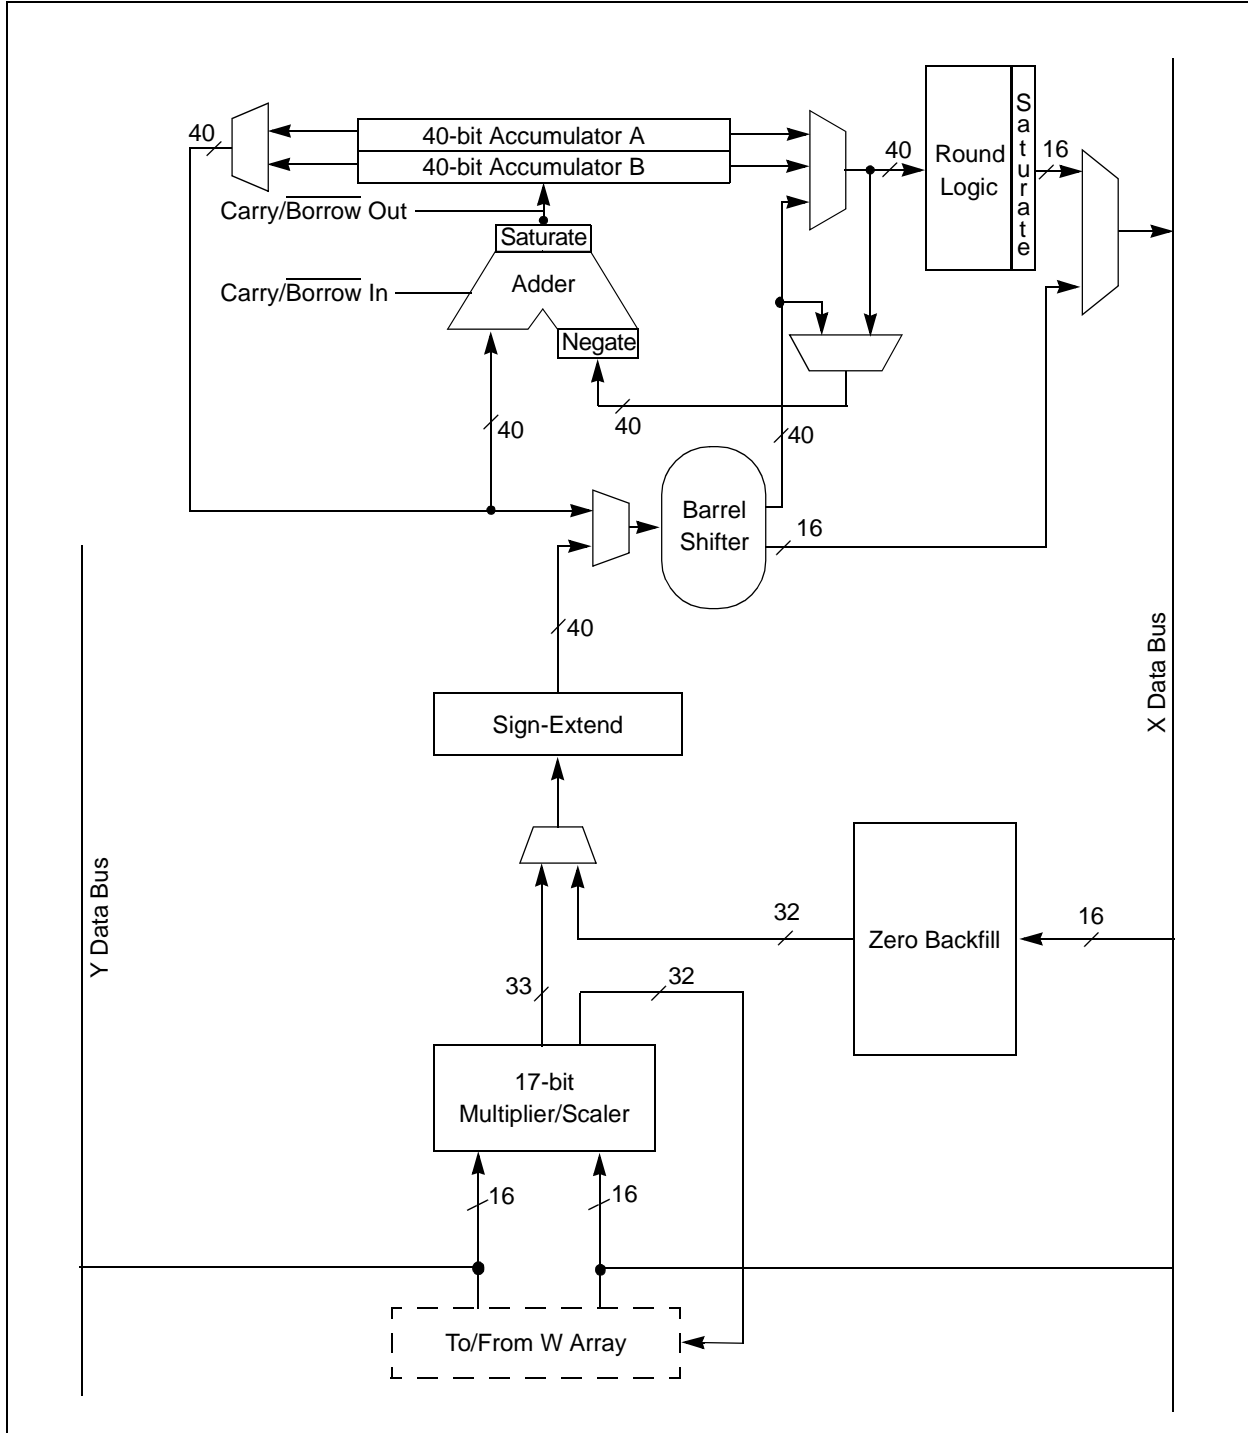 40
40-bit Accumulator A
40-bit Accumulator B
Carry/Borrow Out
Saturate
Carry/Borrow In
Adder
Negate
40
Round
Logic
Saturate
16
40
40
40
Barrel
Shifter
16
40
Sign-Extend
X Data Bus
Y Data Bus
33
32
32
Zero Backfill
16
17-bit
Multiplier/Scaler
16
16
To/From W Array